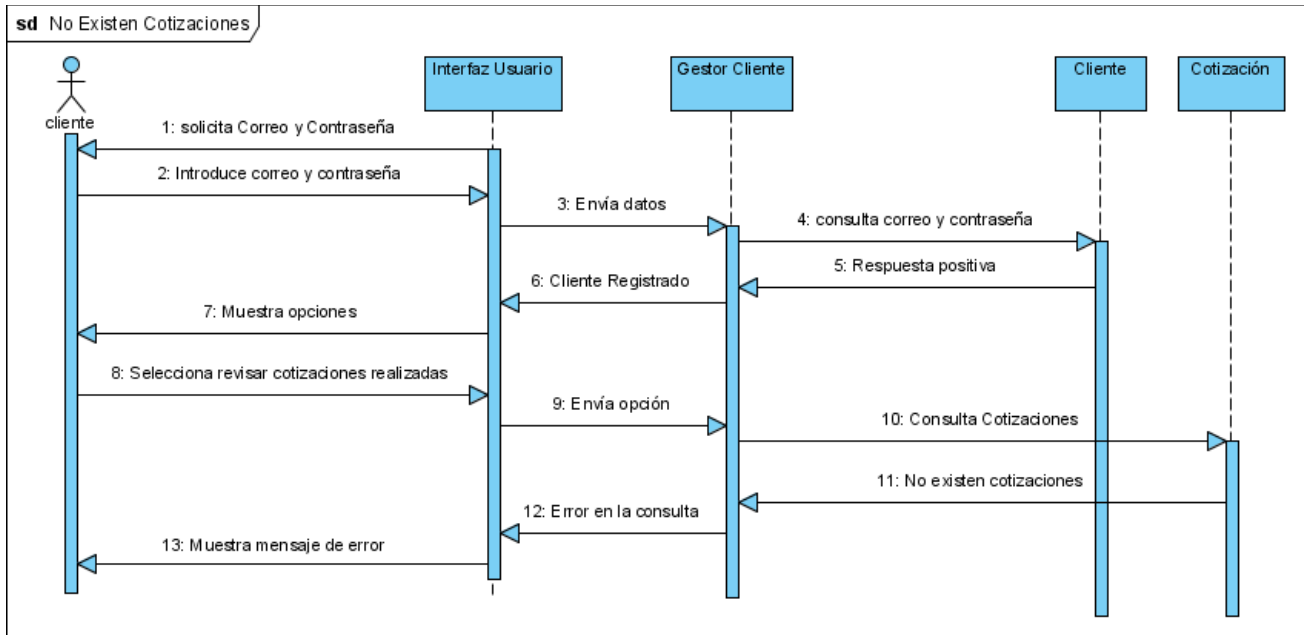 sd No Existen Cotizaciones
Interfaz Usuario
Gestor Cliente
Cliente
Cotización
cliente
1: solicita Correo y Contraseña
2: Introduce correo y contraseña
3: Envía datos
4: consulta correo y contraseña
5: Respuesta positiva
6: Cliente Registrado
7: Muestra opciones
8: Selecciona revisar cotizaciones realizadas
9: Envía opción
10: Consulta Cotizaciones
11: No existen cotizaciones
12: Error en la consulta
13: Muestra mensaje de error